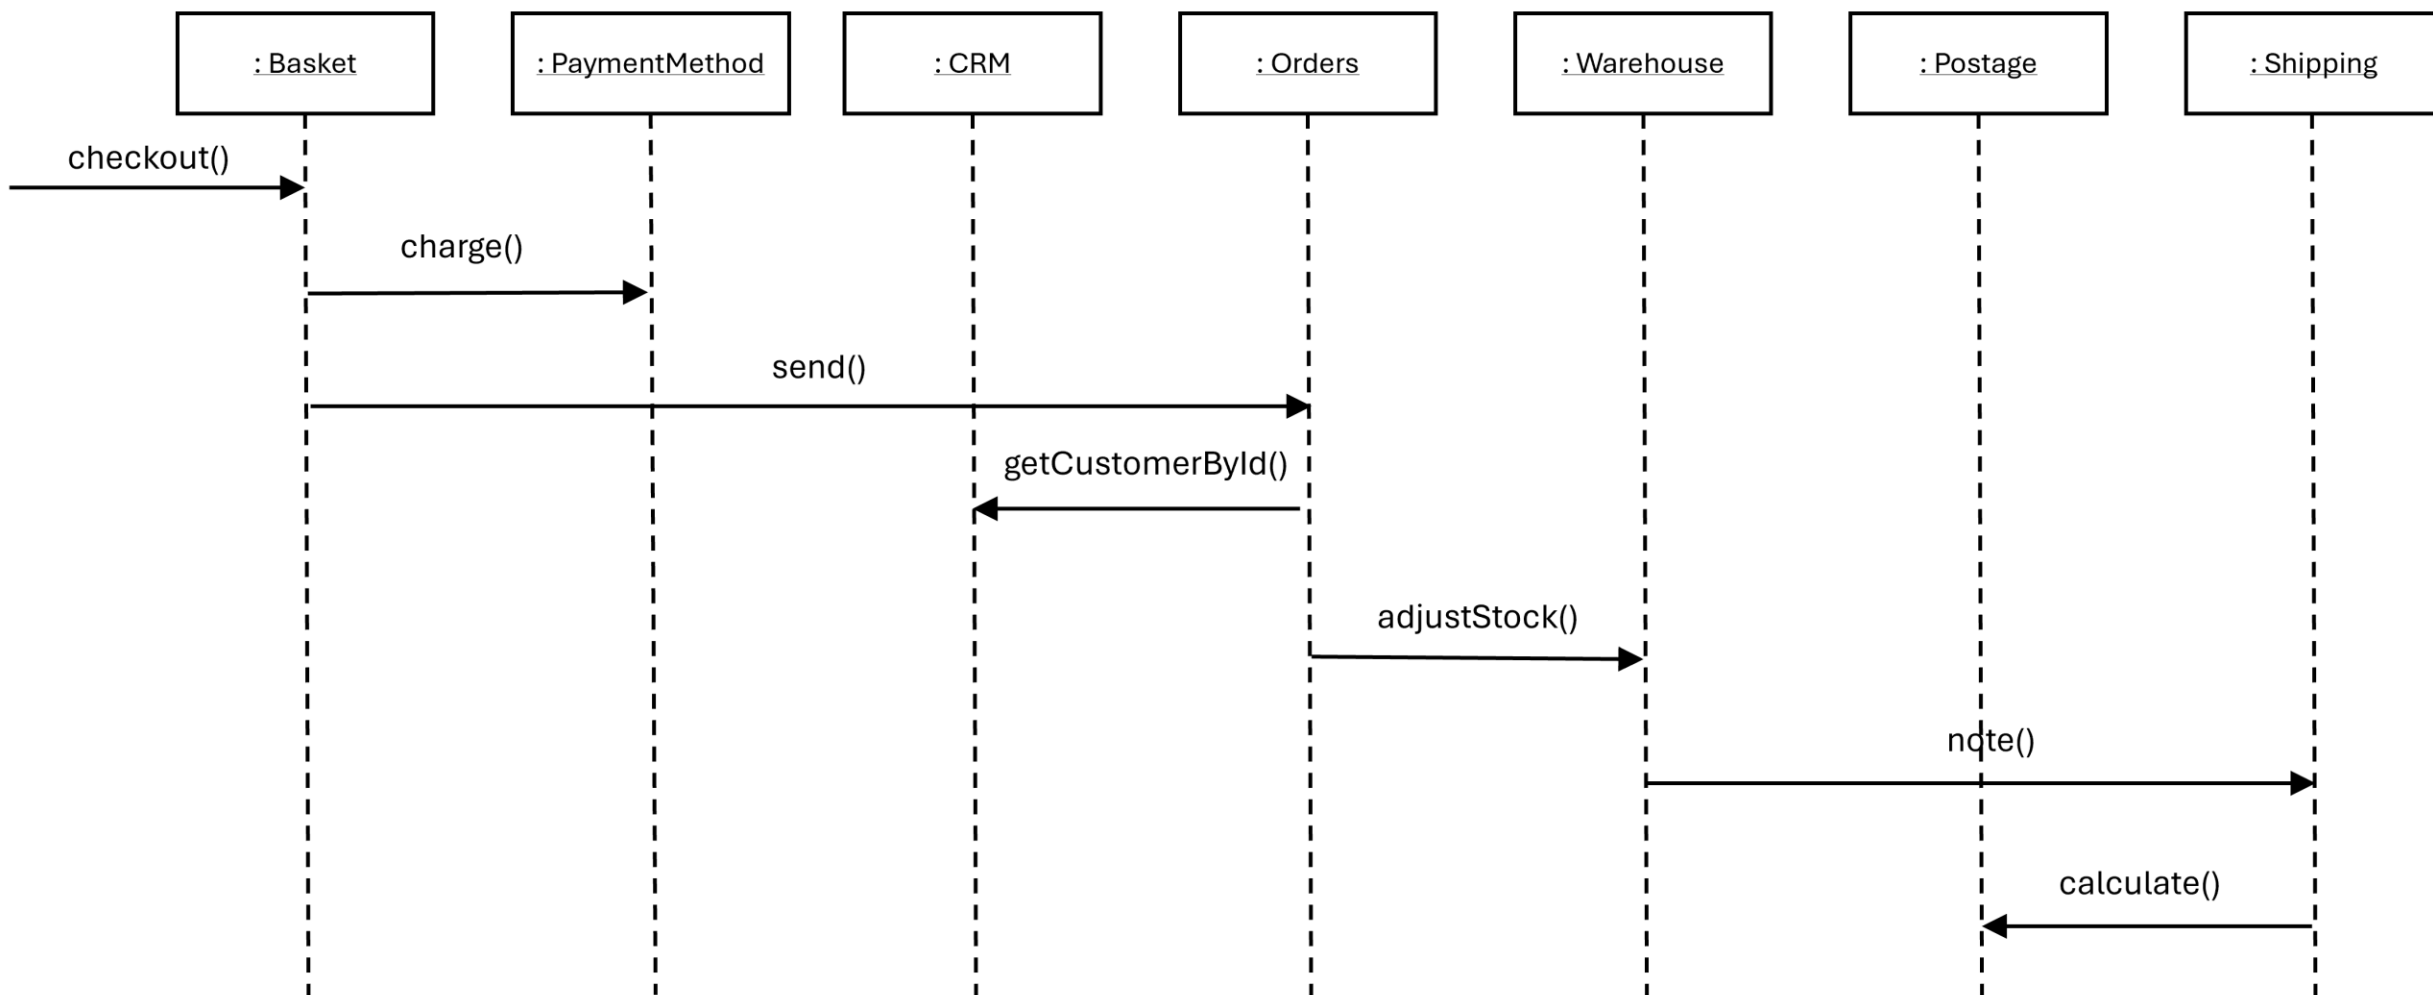 : Basket
: PaymentMethod
: CRM
: Orders
: Warehouse
: Postage
: Shipping
checkout()
charge()
send()
getCustomerById()
adjustStock()
note()
calculate()